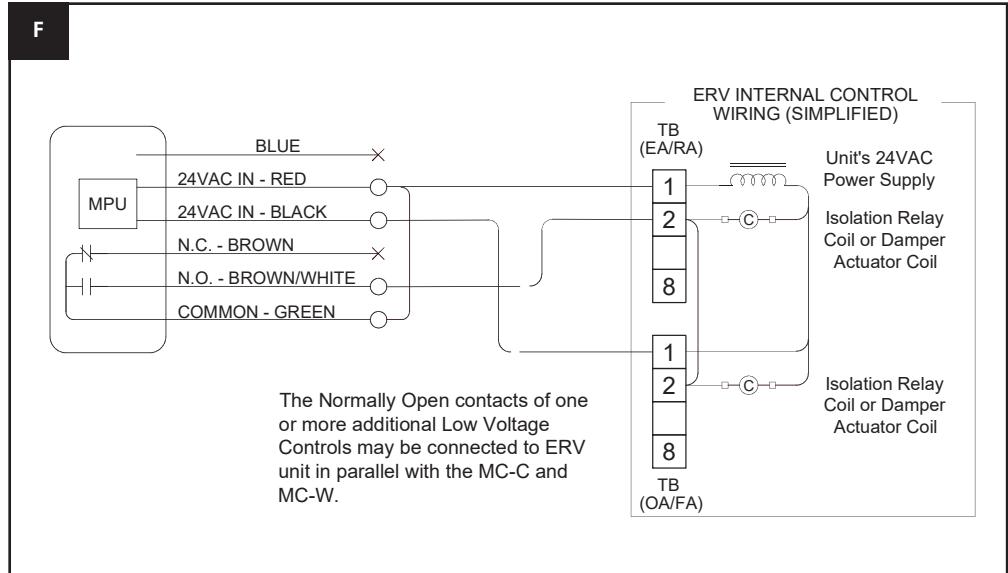 F
ERV INTERNAL CONTROL
WIRING (SIMPLIFIED)
TB
(EA/RA)
BLUE
24VAC IN - RED
MPU
24VAC IN - BLACK
N.C. - BROWN
N.O. - BROWN/WHITE
COMMON - GREEN
1
2
8
Unit's 24VAC
Power Supply
C
Isolation Relay
Coil or Damper
Actuator Coil
1
2
8
C
Isolation Relay
Coil or Damper
Actuator Coil
TB
(OA/FA)
The Normally Open contacts of one
or more additional Low Voltage
Controls may be connected to ERV
unit in parallel with the MC-C and
MC-W.